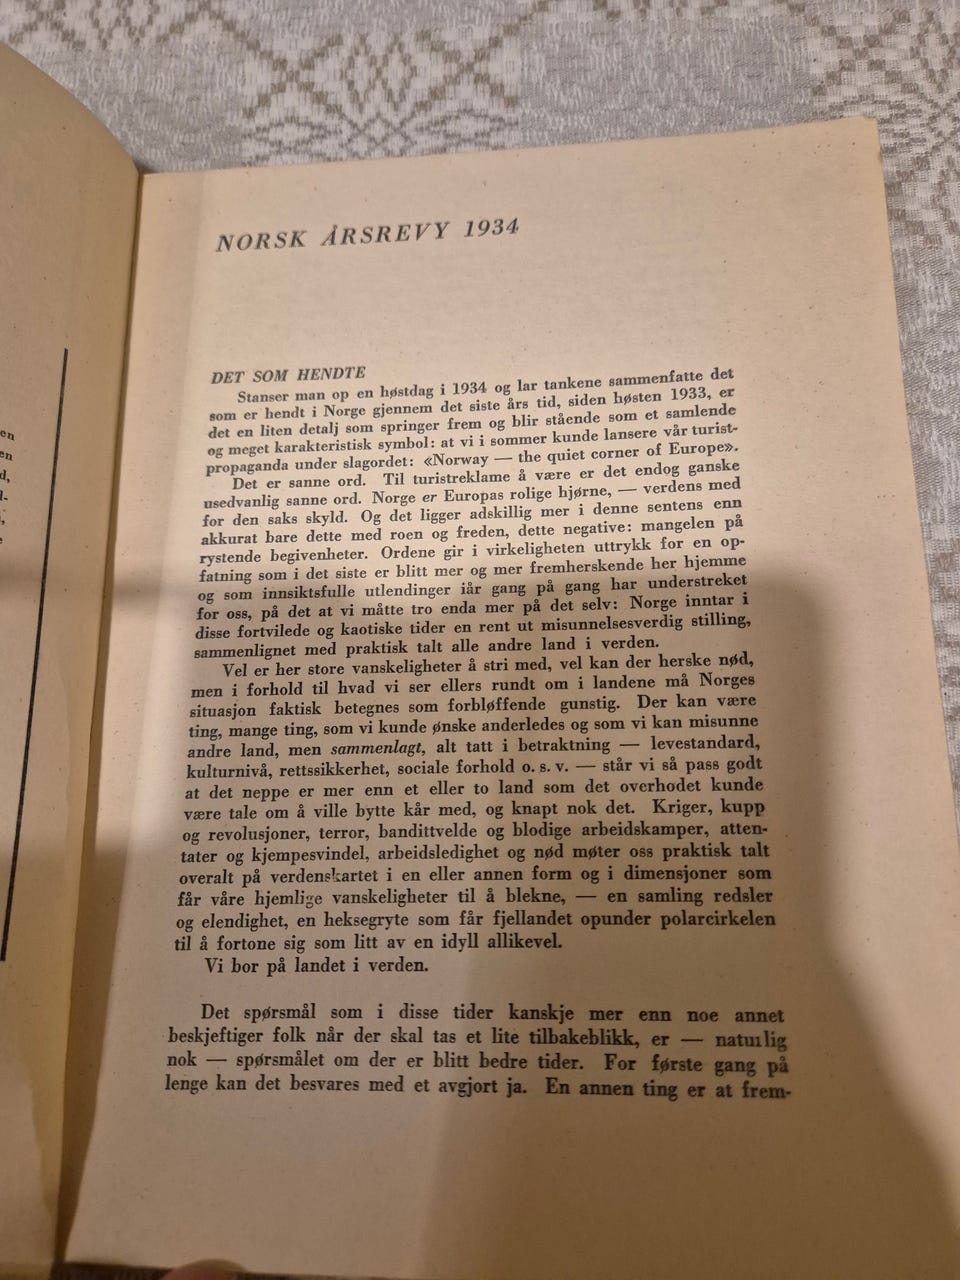 en
en
d,
l-
,
e
NORSK ÅRSREVY 1934
DET SOM HENDTE
Stanser man op en høstdag i 1934 og lar tankene sammenfatte det
som er hendt i Norge gjennem det siste års tid, siden høsten 1933, er
det en liten detalj som springer frem og blir stående som et samlende
og meget karakteristisk symbol: at vi i sommer kunde lansere vår turist-
propaganda under slagordet: «Norway — the quiet corner of Europe».
Det er sanne ord. Til turistreklame å være er det endog ganske
usedvanlig sanne ord. Norge er Europas rolige hjørne, — verdens med
for den saks skyld. Og det ligger adskillig mer i denne sentens enn
akkurat bare dette med roen og freden, dette negative: mangelen på
rystende begivenheter. Ordene gir i virkeligheten uttrykk for en op-
fatning som i det siste er blitt mer og mer fremherskende her hjemme
og som innsiktsfulle utlendinger iår gang på gang har understreket
for oss, på det at vi måtte tro enda mer på det selv: Norge inntar i
disse fortvilede og kaotiske tider en rent ut misunnelsesverdig stilling,
sammenlignet med praktisk talt alle andre land i verden.
Vel er her store vanskeligheter å stri med, vel kan der herske nød,
men i forhold til hvad vi ser ellers rundt om i landene må Norges
situasjon faktisk betegnes som forbløffende gunstig. Der kan være
ting, mange ting, som vi kunde ønske anderledes og som vi kan misunne
andre land, men sammenlagt, alt tatt i betraktning — levestandard,
kulturnivå, rettssikkerhet, sociale forhold o. s. v. — står vi så pass godt
at det neppe er mer enn et eller to land som det overhodet kunde
være tale om å ville bytte kår med, og knapt nok det. Kriger, kupp
og revolusjoner, terror, bandittvelde og blodige arbeidskamper, atten-
tater og kjempesvindel, arbeidsledighet og nød møter oss praktisk talt
overalt på verdenskartet i en eller annen form og i dimensjoner som
får våre hjemlige vanskeligheter til å blekne, — en samling redsler
og elendighet, en heksegryte som får fjellandet opunder polarcirkelen
til å fortone sig som litt av en idyll allikevel.
Vi bor på landet i verden.
Det spørsmål som i disse tider kanskje mer enn noe annet
beskjeftiger folk når der skal tas et lite tilbakeblikk, er — naturlig
nok — spørsmålet om der er blitt bedre tider. For første gang på
lenge kan det besvares med et avgjort ja. En annen ting er at frem-